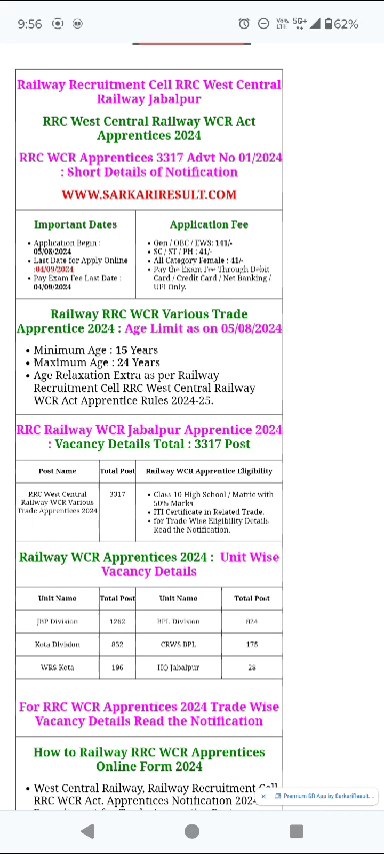 9:56
62%
Railway Recruitment Cell RRC West Central
Railway Jabalpur
RRC West Central Railway WCR Act
Apprentices 2024
RRC WCR Apprentices 3317 Advt No 01/2024
: Short Details of Notification
WWW.SARKARIRESULT.COM
Important Dates
• Application Begin :
05/08/2024
• Last Date for Apply Online
:04/09/2024
• Pay Exam Fee Last Date :
04/09/2024
Application Fee
• Gen / OBC / EWS: 141/-
• SC / ST / PH : 41/-
• All Category Female : 41/-
• Pay the Exam Fee Through Debit
Card / Credit Card / Net Banking /
UPI Only.
Railway RRC WCR Various Trade
Apprentice 2024 : Age Limit as on 05/08/2024
• Minimum Age : 15 Years
• Maximum Age : 24 Years
• Age Relaxation Extra as per Railway
Recruitment Cell RRC West Central Railway
WCR Act Apprentice Rules 2024-25.
RRC Railway WCR Jabalpur Apprentice 2024
: Vacancy Details Total : 3317 Post
Post Name Total Post Railway WCR Apprentice Eligibility
RRC West Central
Railway WCR Various
Trade Apprentices 2024
3317
• Class 10 High School / Matric with
50% Marks
• ITI Certificate in Related Trade.
• for Trade Wise Eligibility Details
Read the Notification.
Railway WCR Apprentices 2024 : Unit Wise
Vacancy Details
Unit Name Total Post Unit Name Total Post
JBP Division 1262 BPL Division 824
Kota Division 832 CRWS BPL 175
WRS Kota 196 HQ Jabalpur 28
For RRC WCR Apprentices 2024 Trade Wise
Vacancy Details Read the Notification
How to Railway RRC WCR Apprentices
Online Form 2024
• West Central Railway, Railway Recruitment Cell
RRC WCR Act. Apprentices Notification 202
Premium SR App by SarkariResult...